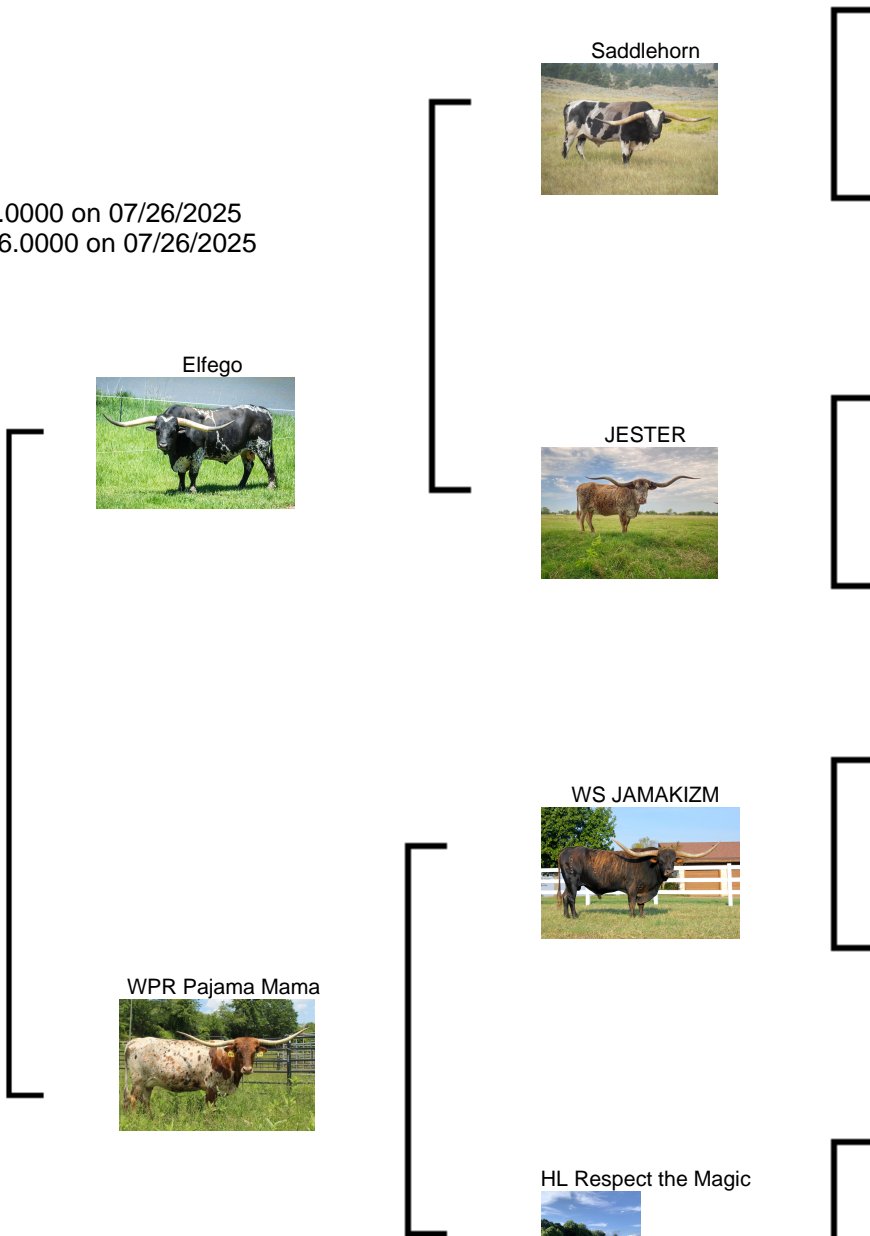 Saddlehorn
.0000 on 07/26/2025
6.0000 on 07/26/2025
Elfego
JESTER
WS JAMAKIZM
WPR Pajama Mama
HL Respect the Magic